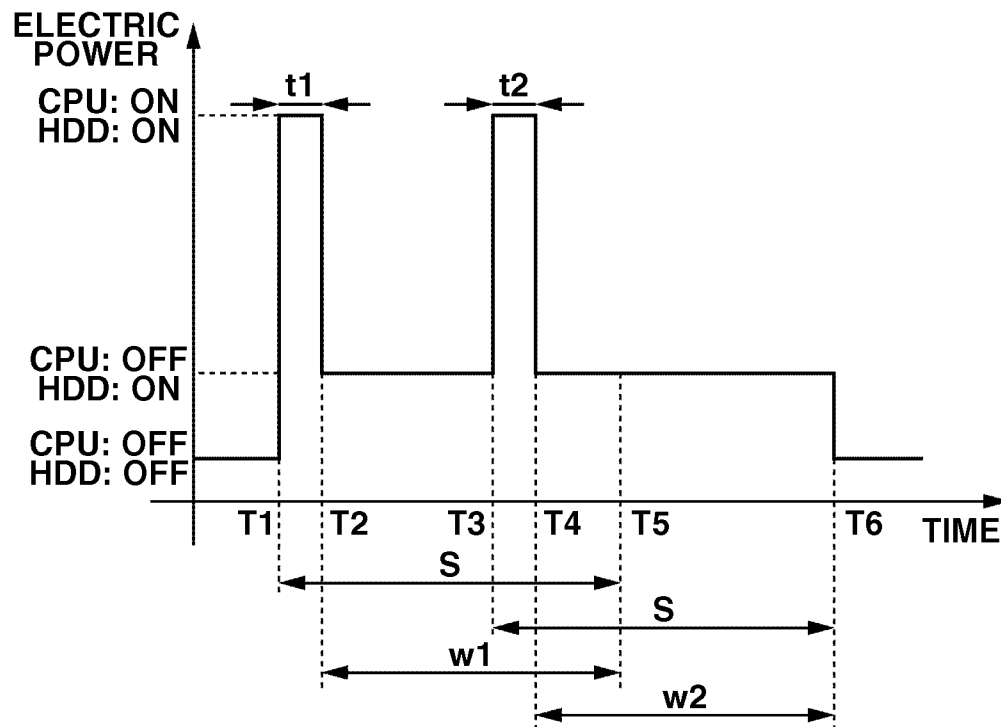 ELECTRIC
POWER
t1
t2
CPU: ON
HDD: ON
CPU: OFF
HDD: ON
CPU: OFF
HDD: OFF
T1
T2
T3
T4
T5
T6
TIME
S
S
w1
w2